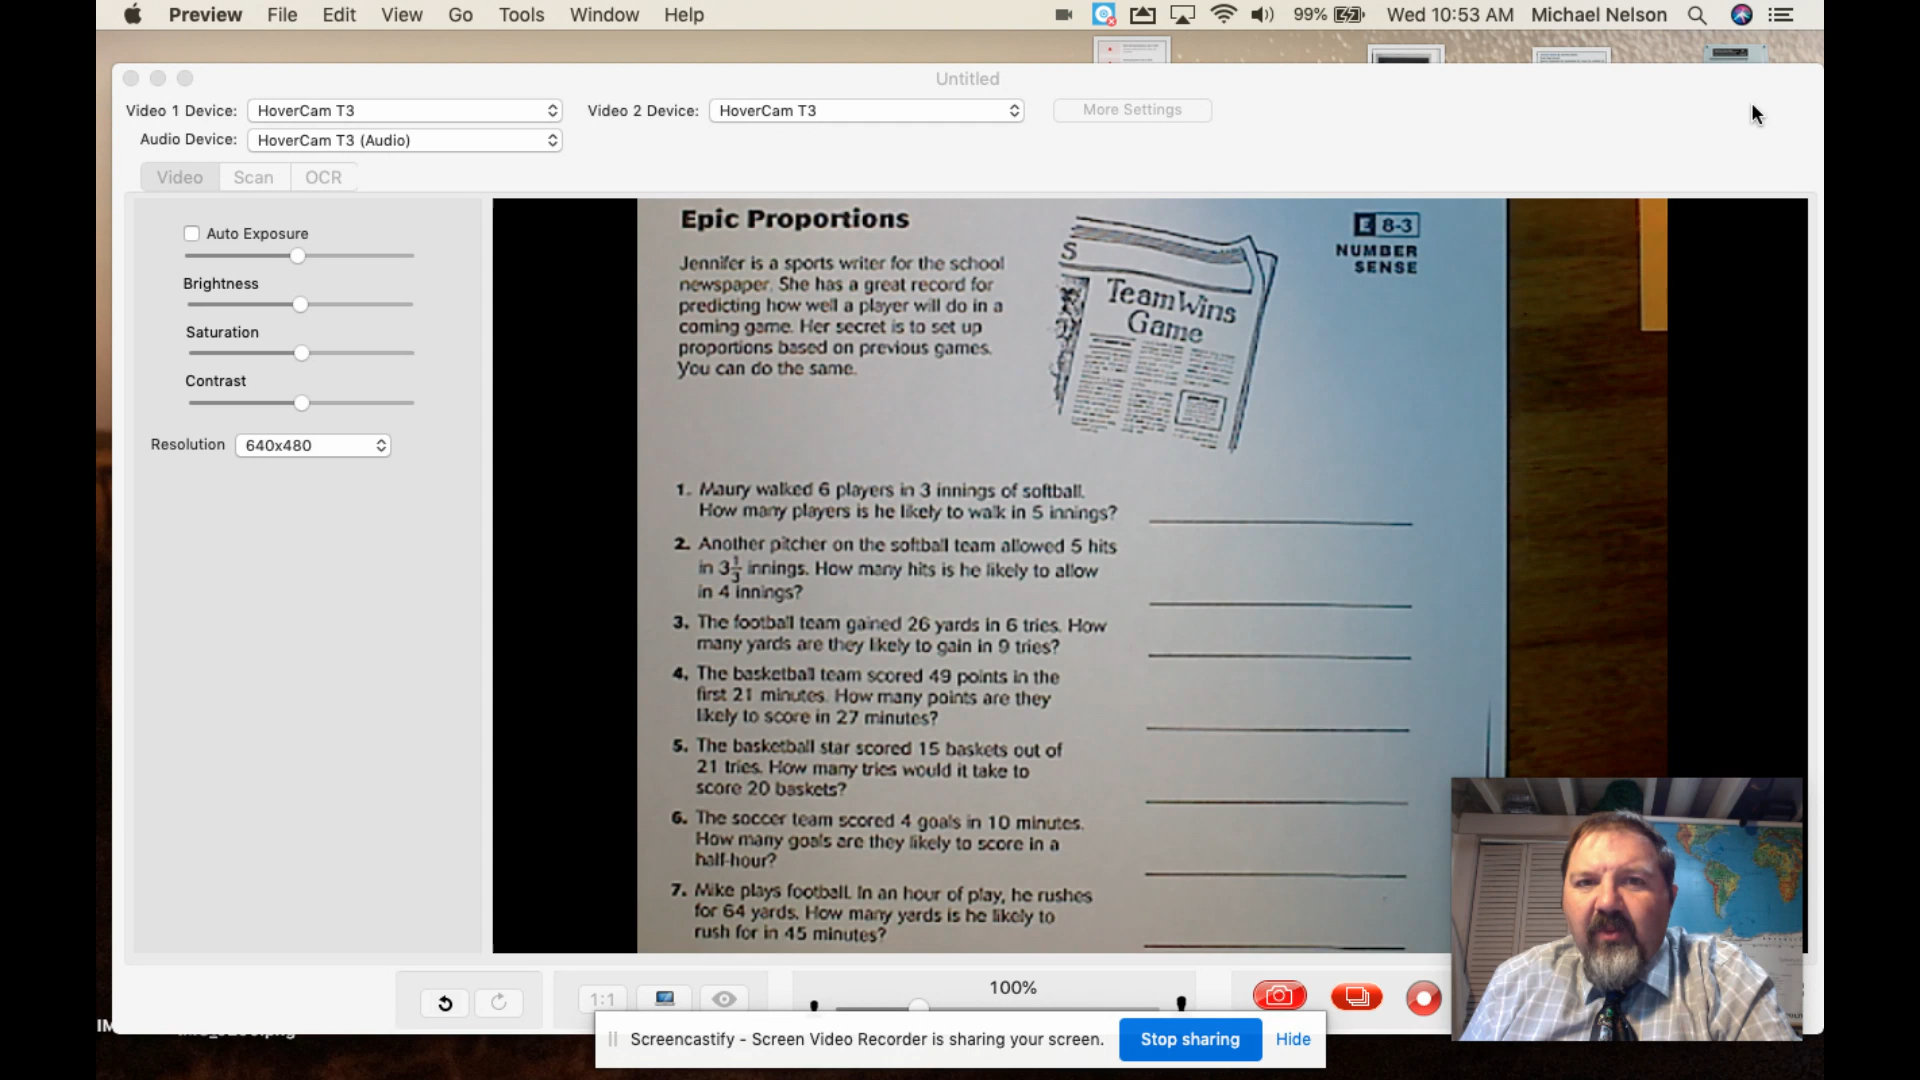 Preview File Edit View Go Tools Window Help 99% Wed 10:53 AM Michael Nelson
Untitled
Video 1 Device: HoverCam T3 Video 2 Device: HoverCam T3 More Settings
Audio Device: HoverCam T3 (Audio)
Video Scan OCR
Auto Exposure
Brightness
Saturation
Contrast
Resolution 640x480
Epic Proportions
E 8-3
NUMBER
SENSE
Jennifer is a sports writer for the school
newspaper. She has a great record for
predicting how well a player will do in a
coming game. Her secret is to set up
proportions based on previous games.
You can do the same.
S
Team Wins
Game
1. Maury walked 6 players in 3 innings of softball.
How many players is he likely to walk in 5 innings?
2. Another pitcher on the softball team allowed 5 hits
in 3 1/3 innings. How many hits is he likely to allow
in 4 innings?
3. The football team gained 26 yards in 6 tries. How
many yards are they likely to gain in 9 tries?
4. The basketball team scored 49 points in the
first 21 minutes. How many points are they
likely to score in 27 minutes?
5. The basketball star scored 15 baskets out of
21 tries. How many tries would it take to
score 20 baskets?
6. The soccer team scored 4 goals in 10 minutes.
How many goals are they likely to score in a
half-hour?
7. Mike plays football. In an hour of play, he rushes
for 64 yards. How many yards is he likely to
rush for in 45 minutes?
1:1
100%
Screencastify - Screen Video Recorder is sharing your screen. Stop sharing Hide